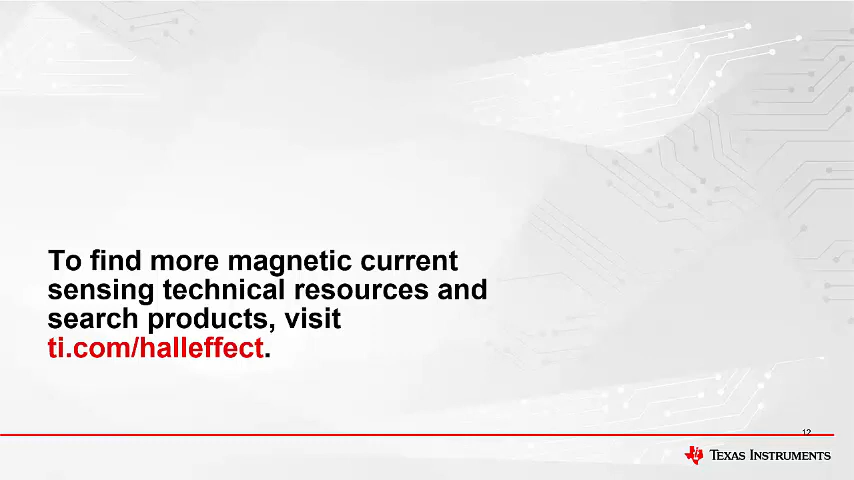 To find more magnetic current
sensing technical resources and
search products, visit
ti.com/halleffect.
12
TEXAS INSTRUMENTS